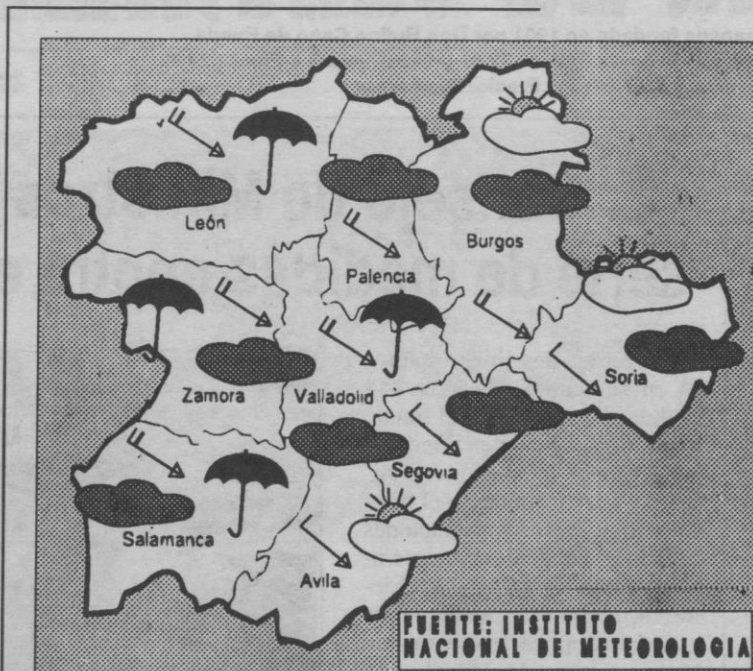 León
Burgos
Palencia
Soria
Zamora
Valladolid
Segovia
Salamanca
Avila
FUENTE: INSTITUTO
NACIONAL DE METEOROLOGIA